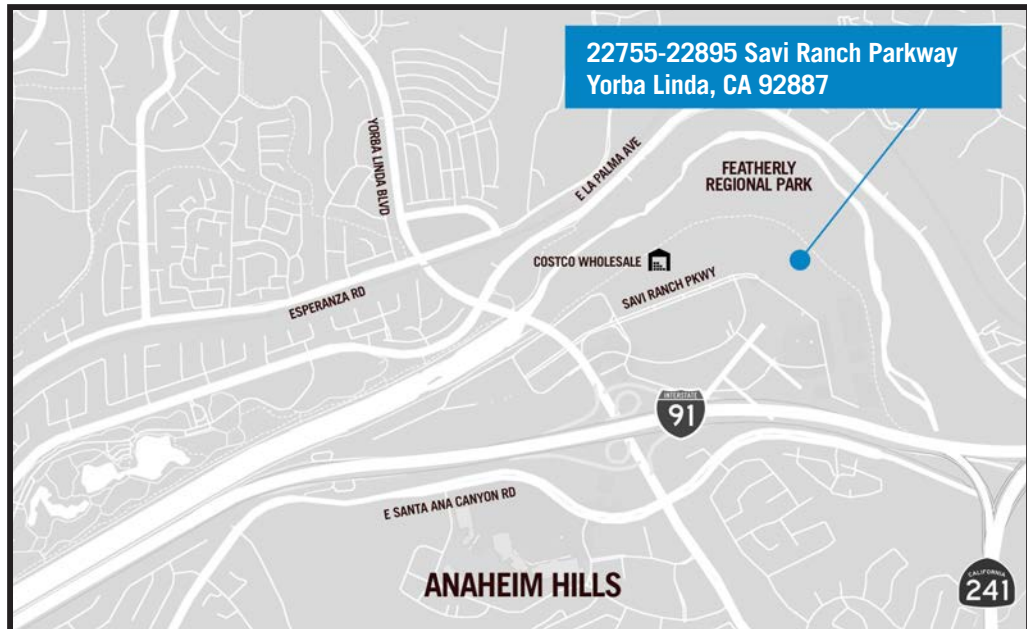 22755-22895 Savi Ranch Parkway
Yorba Linda, CA 92887
YORBA LINDA BLVD
E LA PALMA AVE
FEATHERLY
REGIONAL PARK
COSTCO WHOLESALE
SAVI RANCH PKWY
ESPERANZA RD
INTERSTATE
91
E SANTA ANA CANYON RD
ANAHEIM HILLS
CALIFORNIA
241